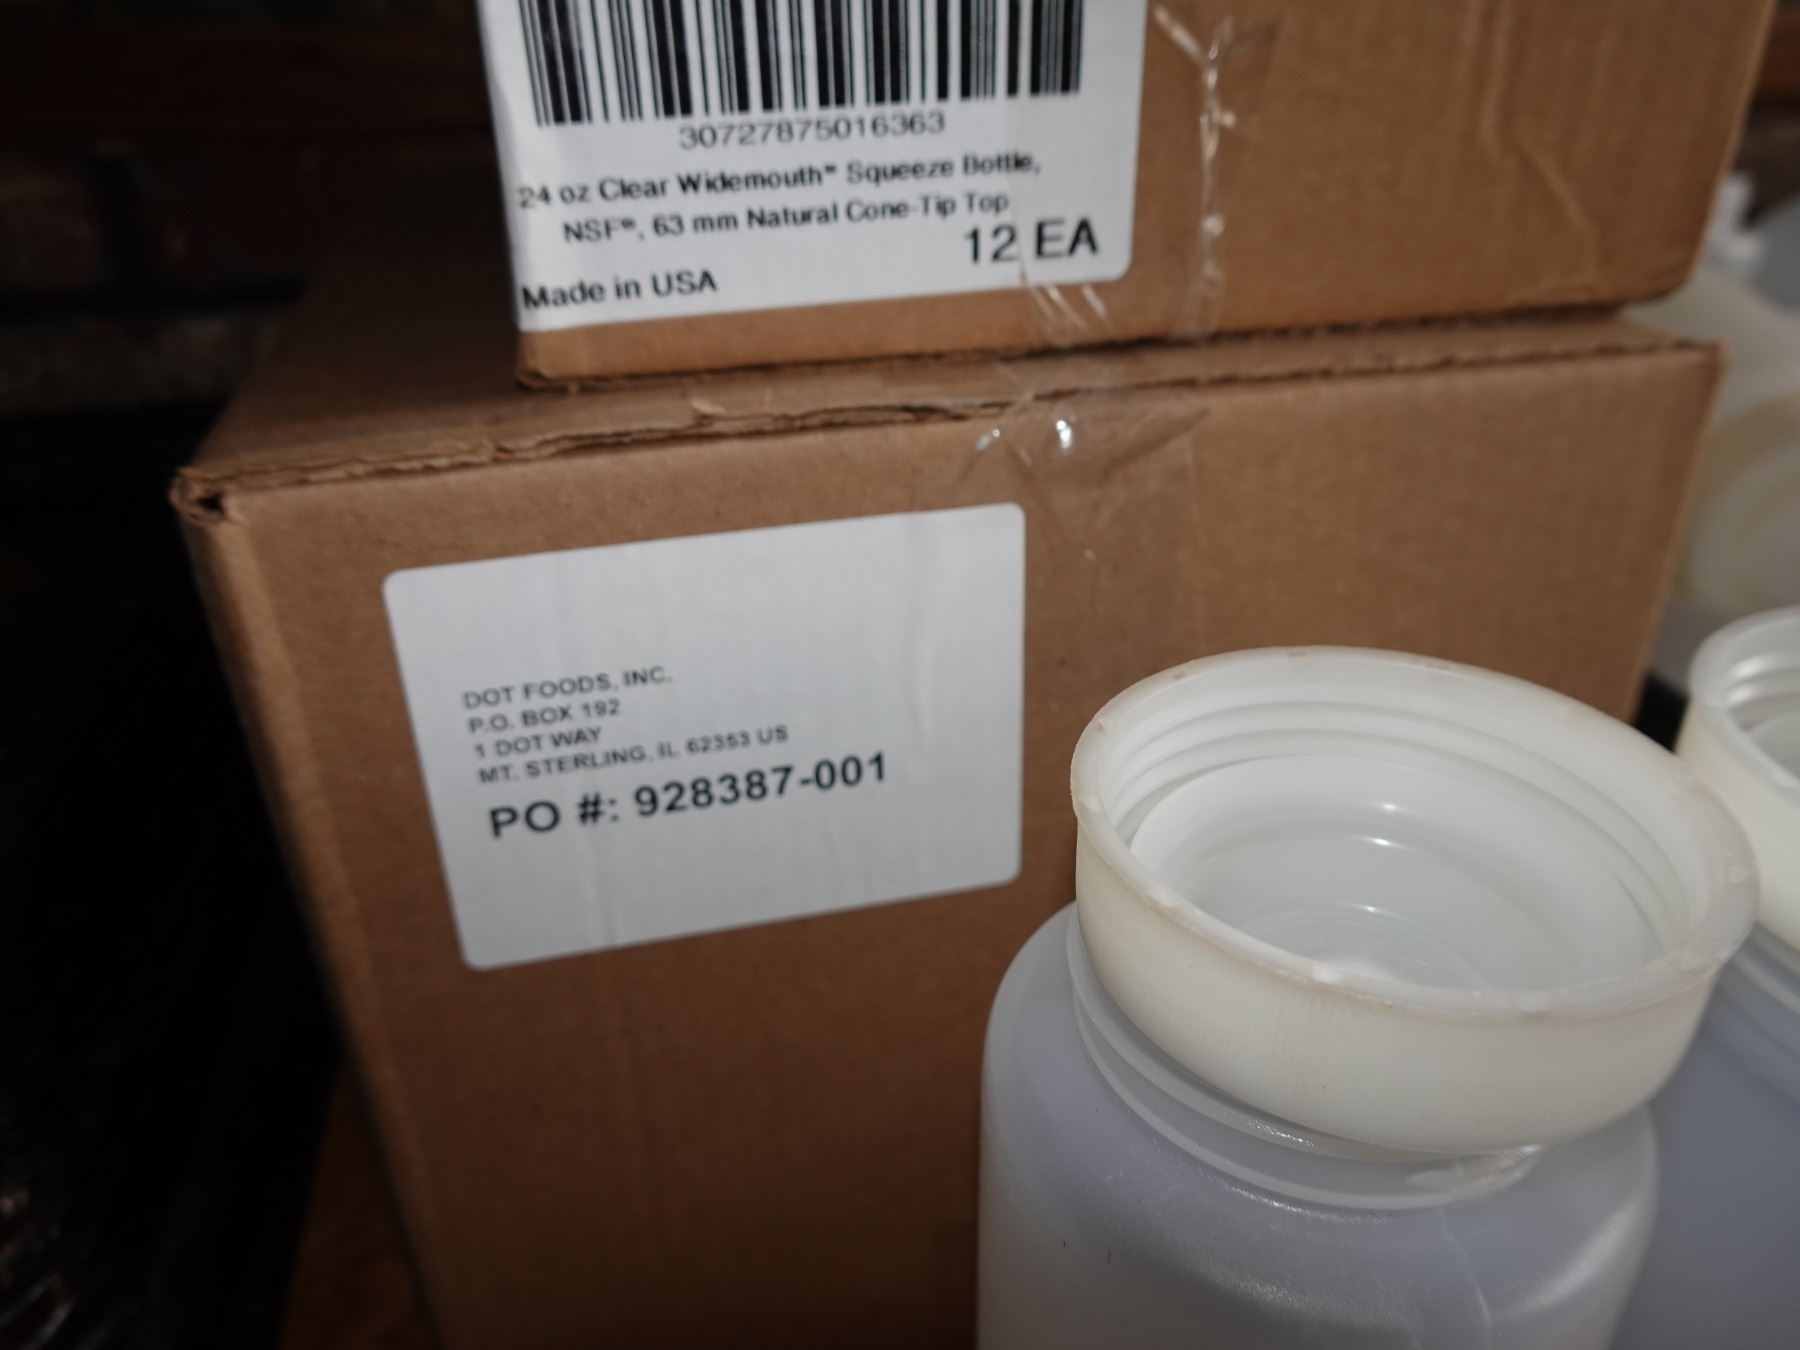 30727875016363
24 oz Clear Widemouth™ Squeeze Bottle,
NSF®, 63 mm Natural Cone-Tip Top
12 EA
Made in USA
DOT FOODS, INC.
P.O. BOX 192
1 DOT WAY
MT. STERLING, IL 62353 US
PO #: 928387-001